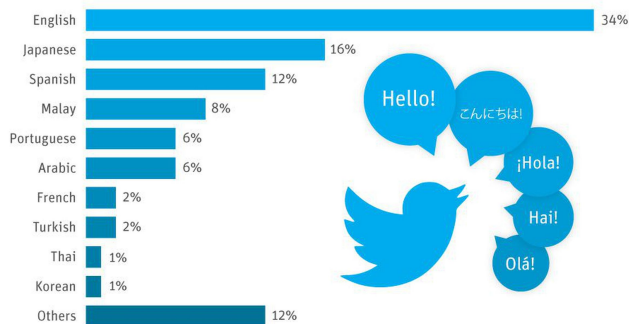 English 34%
Japanese 16%
Spanish 12%
Malay 8%
Portuguese 6%
Arabic 6%
French 2%
Turkish 2%
Thai 1%
Korean 1%
Others 12%
Hello!
こんにちは!
¡Hola!
Hai!
Olá!